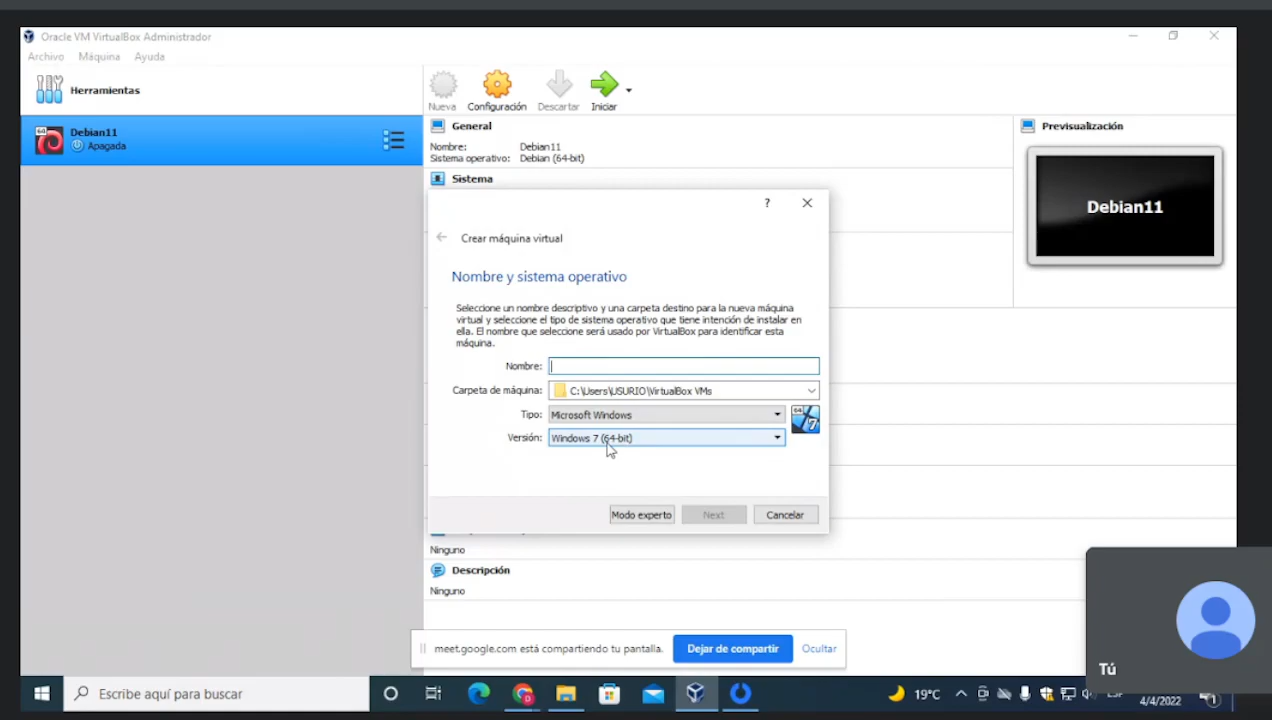 Oracle VM VirtualBox Administrador
Archivo Máquina Ayuda
Herramientas
Nueva Configuración Descartar Iniciar
64
Debian11
Apagada
General
Nombre: Debian11
Sistema operativo: Debian (64-bit)
Sistema
Previsualización
Debian11
?
Crear máquina virtual
Nombre y sistema operativo
Seleccione un nombre descriptivo y una carpeta destino para la nueva máquina
virtual y seleccione el tipo de sistema operativo que tiene intención de instalar en
ella. El nombre que seleccione será usado por VirtualBox para identificar esta
máquina.
Nombre:
Carpeta de máquina: C:\Users\USURIO\VirtualBox VMs
Tipo: Microsoft Windows
64
7
Versión: Windows 7 (64-bit)
Modo experto Next Cancelar
Ninguno
Descripción
Ninguno
meet.google.com está compartiendo tu pantalla. Dejar de compartir Ocultar
Tú
Escribe aquí para buscar
19°C
4/4/2022
1